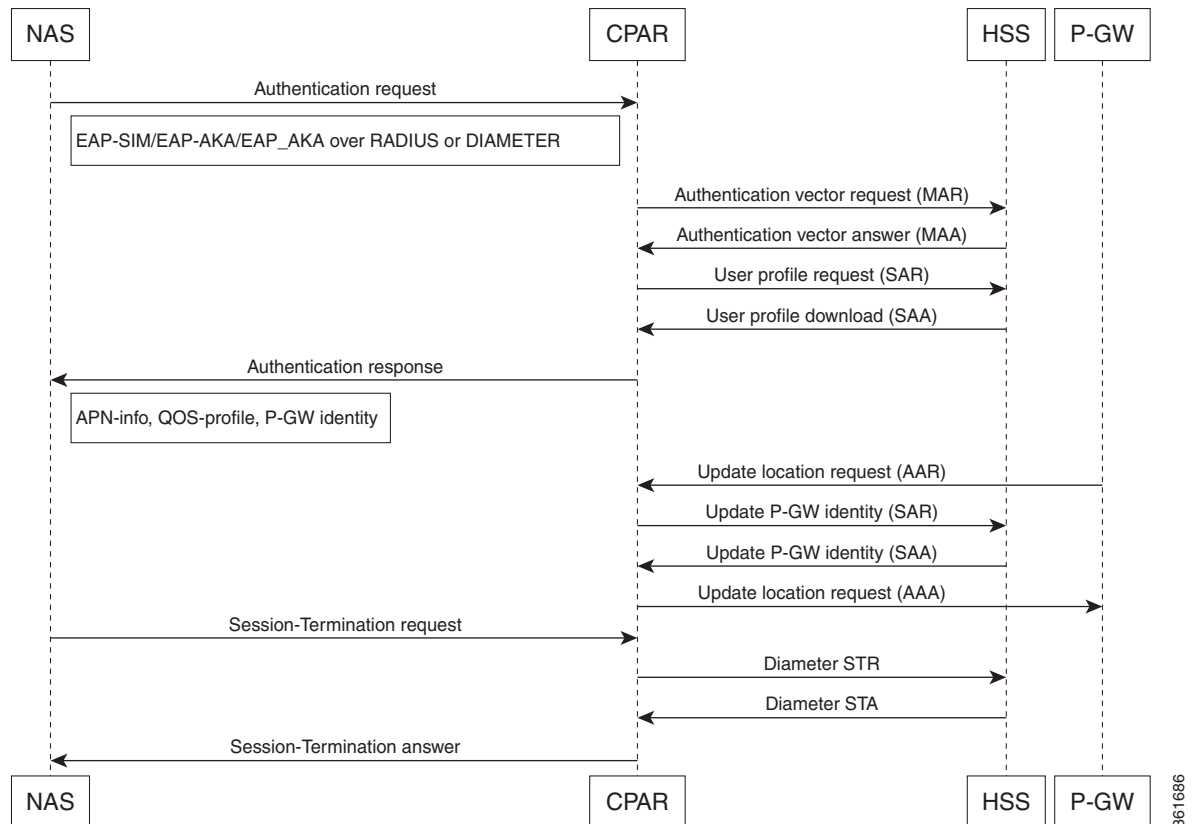 NAS
CPAR
HSS
P-GW
Authentication request
EAP-SIM/EAP-AKA/EAP_AKA over RADIUS or DIAMETER
Authentication vector request (MAR)
Authentication vector answer (MAA)
User profile request (SAR)
User profile download (SAA)
Authentication response
APN-info, QOS-profile, P-GW identity
Update location request (AAR)
Update P-GW identity (SAR)
Update P-GW identity (SAA)
Update location request (AAA)
Session-Termination request
Diameter STR
Diameter STA
Session-Termination answer
NAS
CPAR
HSS
P-GW
361686